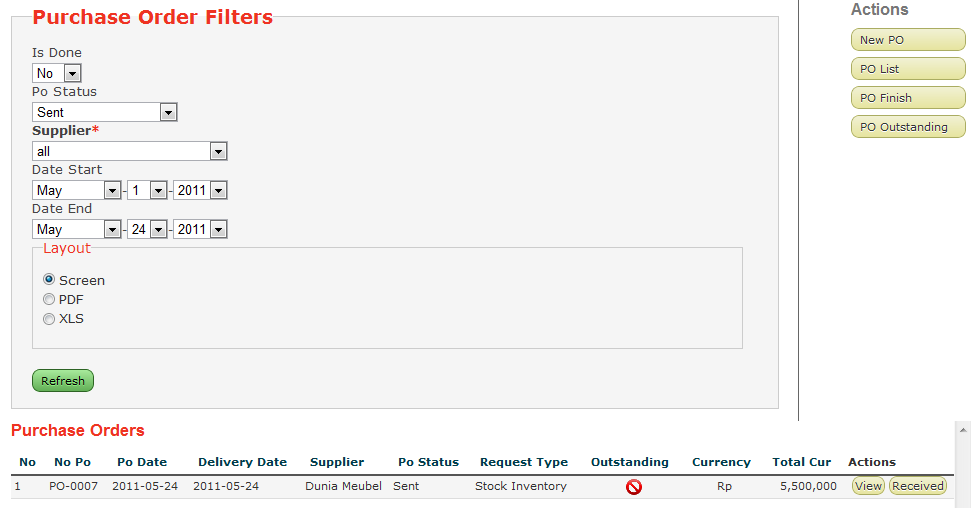 Purchase Order Filters
Is Done
No
Po Status
Sent
Supplier*
all
Date Start
May - 1 - 2011
Date End
May - 24 - 2011
Layout
Screen
PDF
XLS
Refresh
Actions
New PO
PO List
PO Finish
PO Outstanding
Purchase Orders
No No Po Po Date Delivery Date Supplier Po Status Request Type Outstanding Currency Total Cur Actions
1 PO-0007 2011-05-24 2011-05-24 Dunia Meubel Sent Stock Inventory Rp 5,500,000 View Received